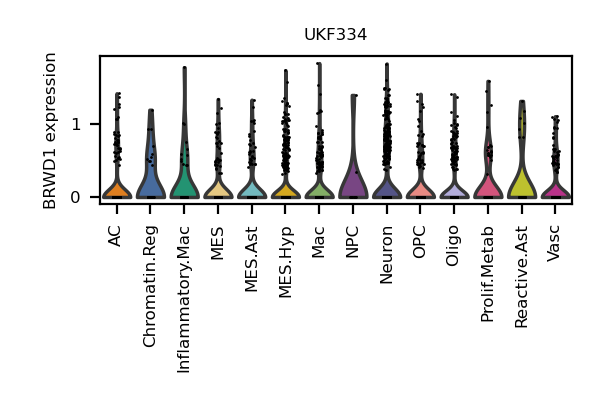 UKF334
BRWD1 expression
1
0
AC
Chromatin.Reg
Inflammatory.Mac
MES
MES.Ast
MES.Hyp
Mac
NPC
Neuron
OPC
Oligo
Prolif.Metab
Reactive.Ast
Vasc